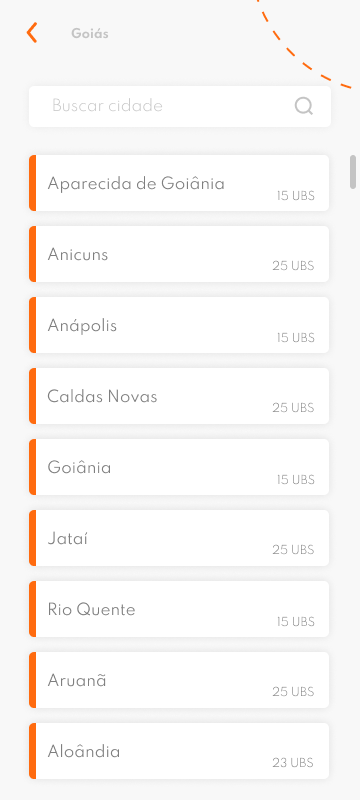 Goiás
Buscar cidade
Aparecida de Goiânia
15 UBS
Anicuns
25 UBS
Anápolis
15 UBS
Caldas Novas
25 UBS
Goiânia
15 UBS
Jataí
25 UBS
Rio Quente
15 UBS
Aruanã
25 UBS
Aloândia
23 UBS